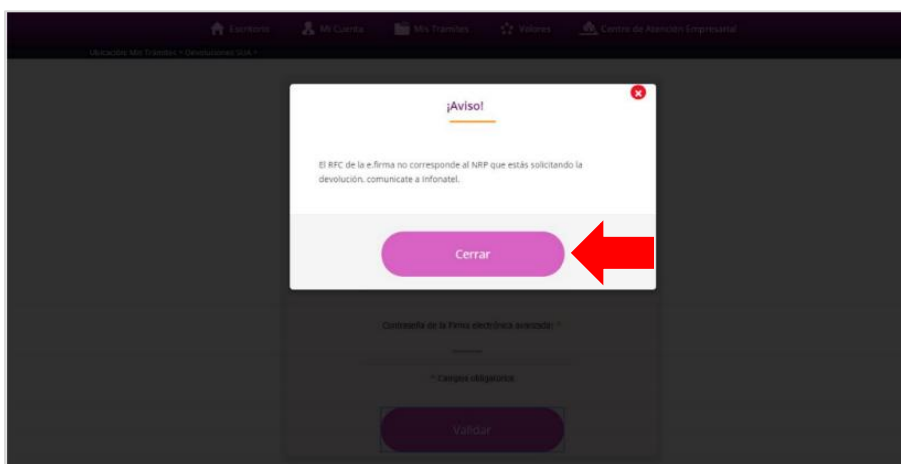 Escritorio Mi Cuenta Mis Trámites Valores Centro de Atención Empresarial
Ubicación: Mis Trámites • Devoluciones SUA •
¡Aviso!
El RFC de la e.firma no corresponde al NRP que estás solicitando la
devolución, comunicate a Infonatel.
Cerrar
Contraseña de la Firma electrónica avanzada: *
* Campos obligatorios
Validar